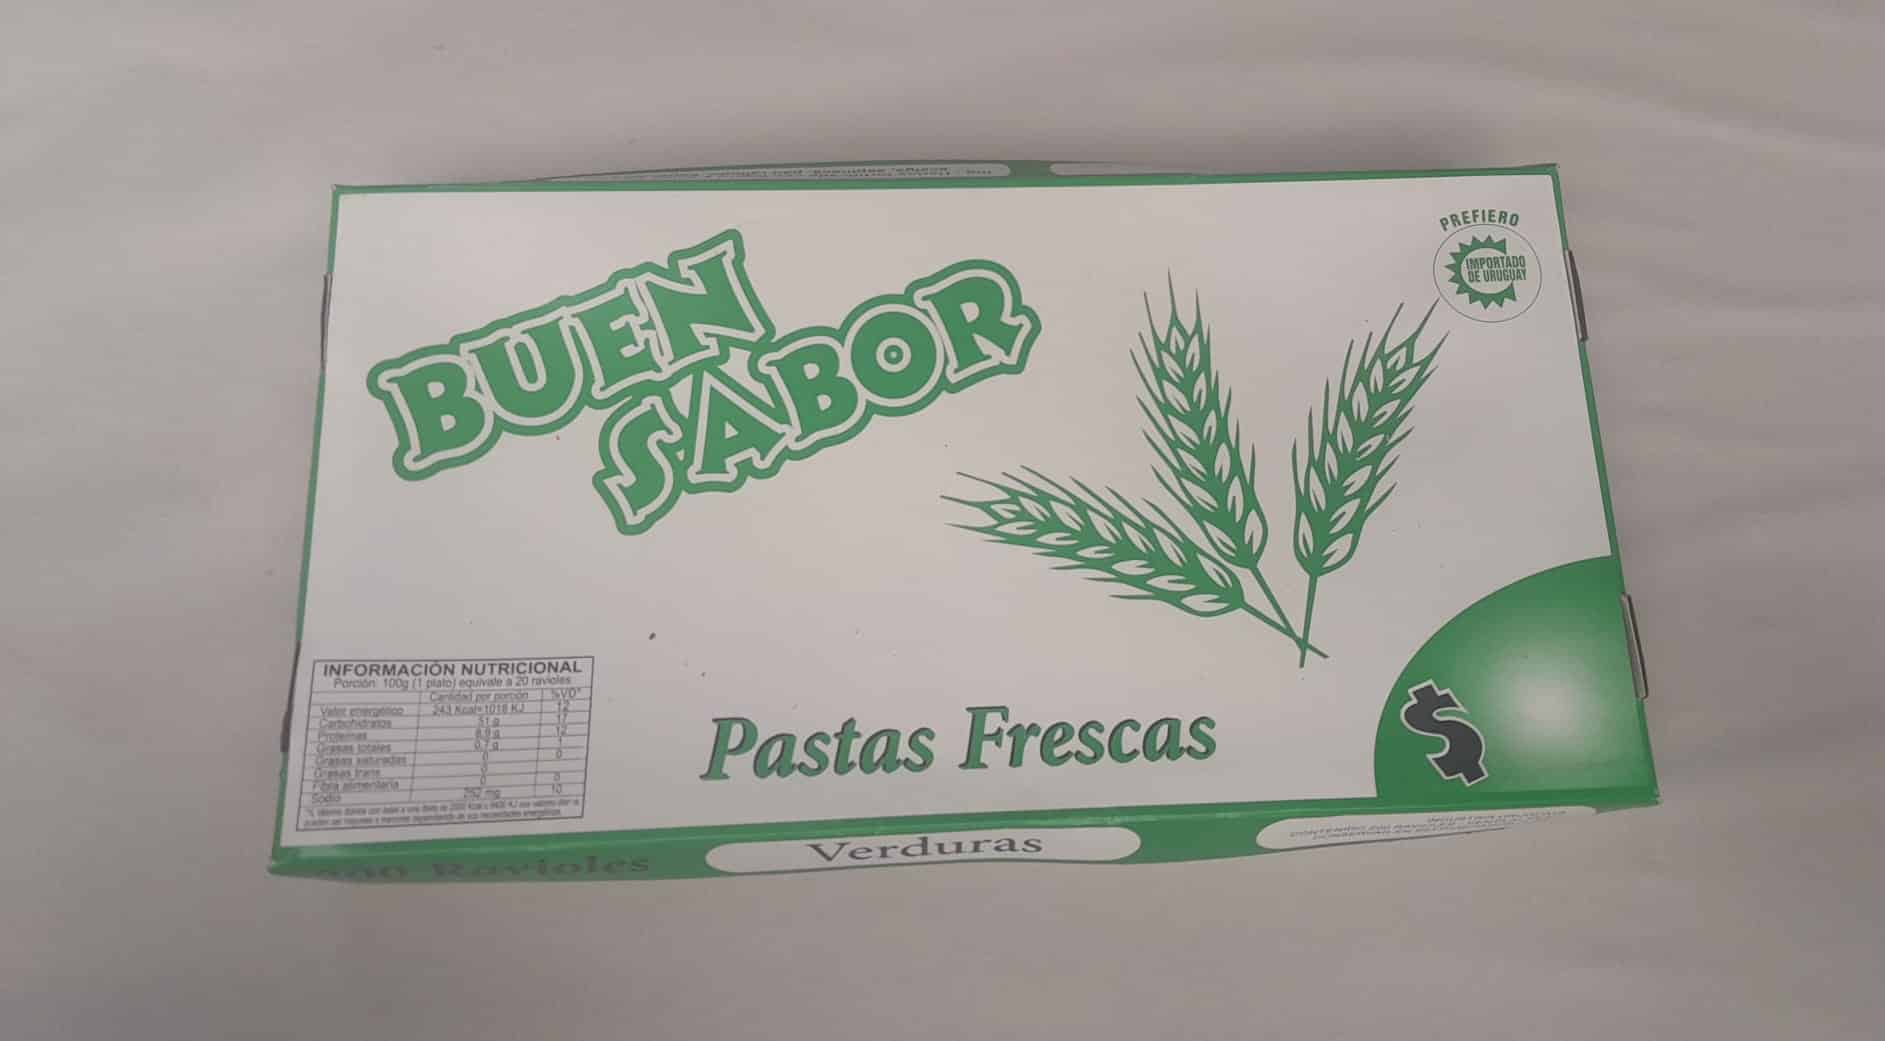 PREFIERO
IMPORTADO
DE URUGUAY
BUEN
SABOR
$
Pastas Frescas
INFORMACIÓN NUTRICIONAL
Porción: 100g (1 plato) equivale a 20 ravioles
Cantidad por porción %VD*
Valor energético 243 Kcal=1018 KJ 12
Carbohidratos 51 g 17
Proteínas 8,9 g 12
Grasas totales 0,7 g 1
Grasas saturadas 0 0
Grasas trans 0
Fibra alimentaria 0 0
Sodio 252 mg 10
Ravioles
Verduras